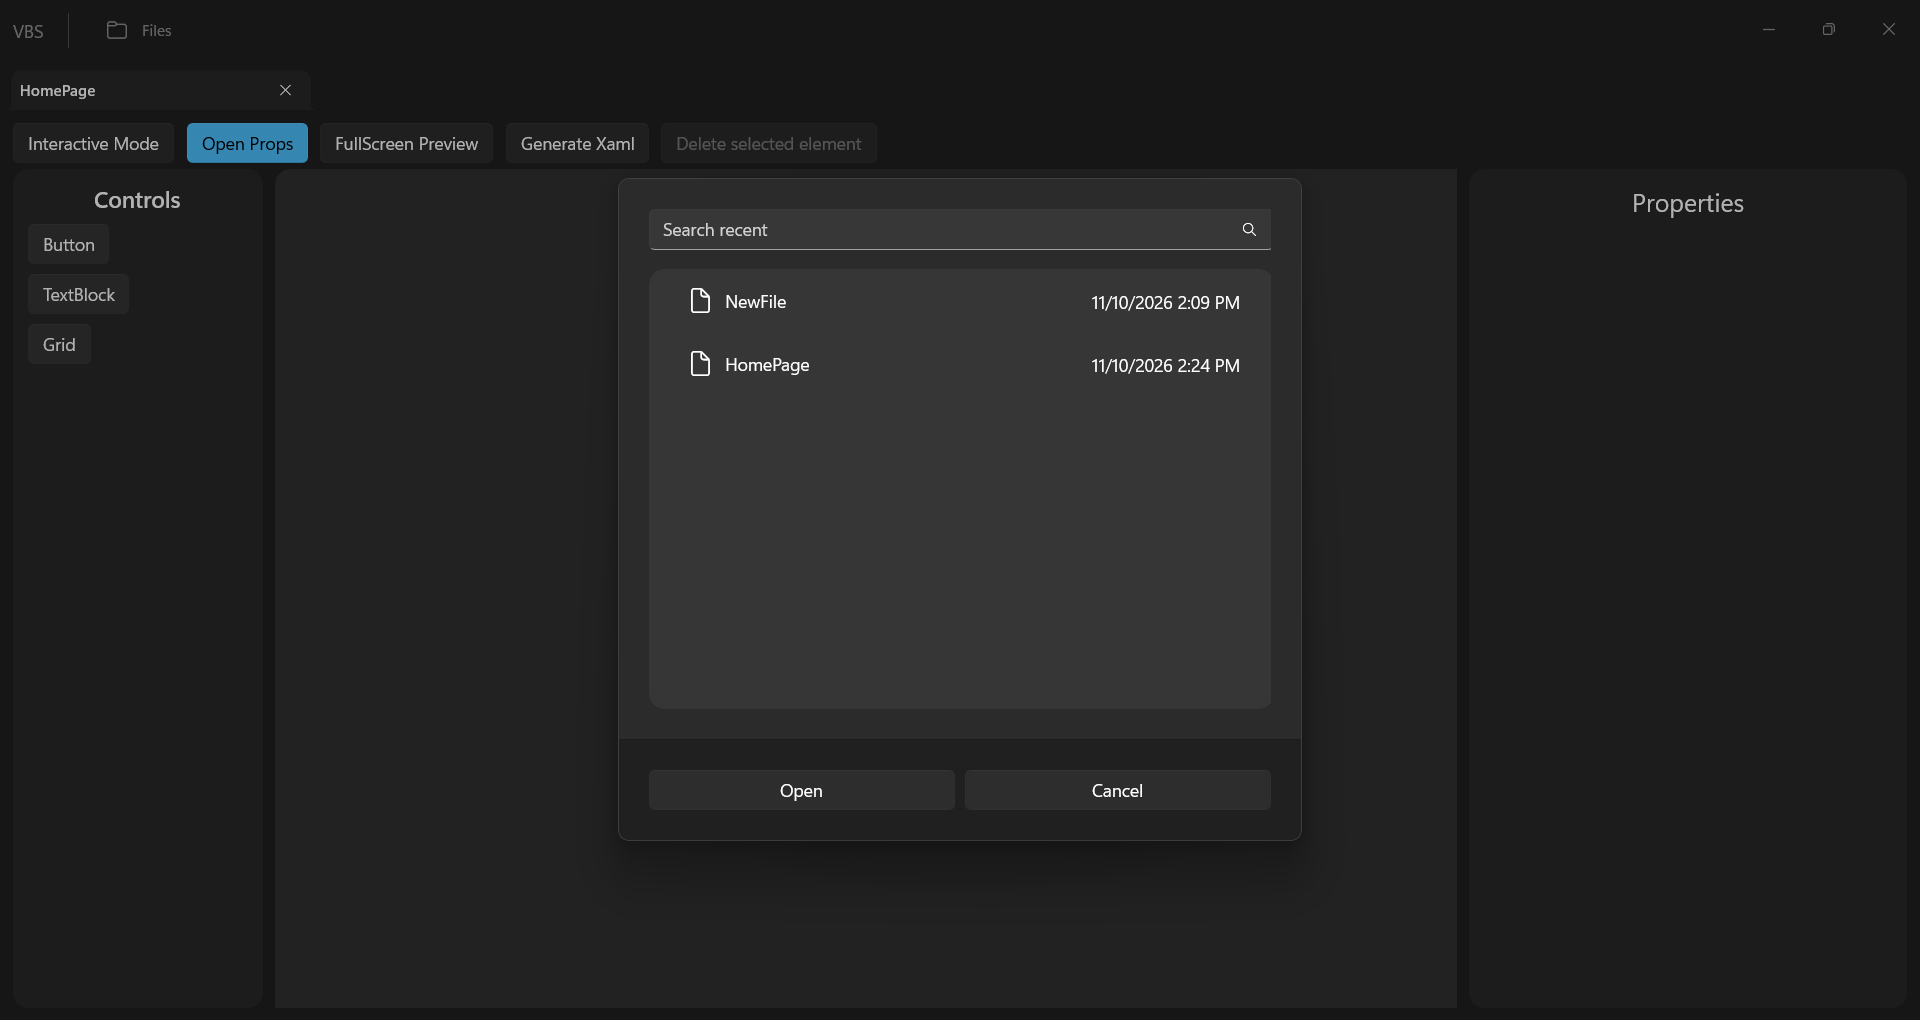 VBS
Files
HomePage
Interactive Mode
Open Props
FullScreen Preview
Generate Xaml
Delete selected element
Controls
Button
TextBlock
Grid
Search recent
NewFile 11/10/2026 2:09 PM
HomePage 11/10/2026 2:24 PM
Open
Cancel
Properties